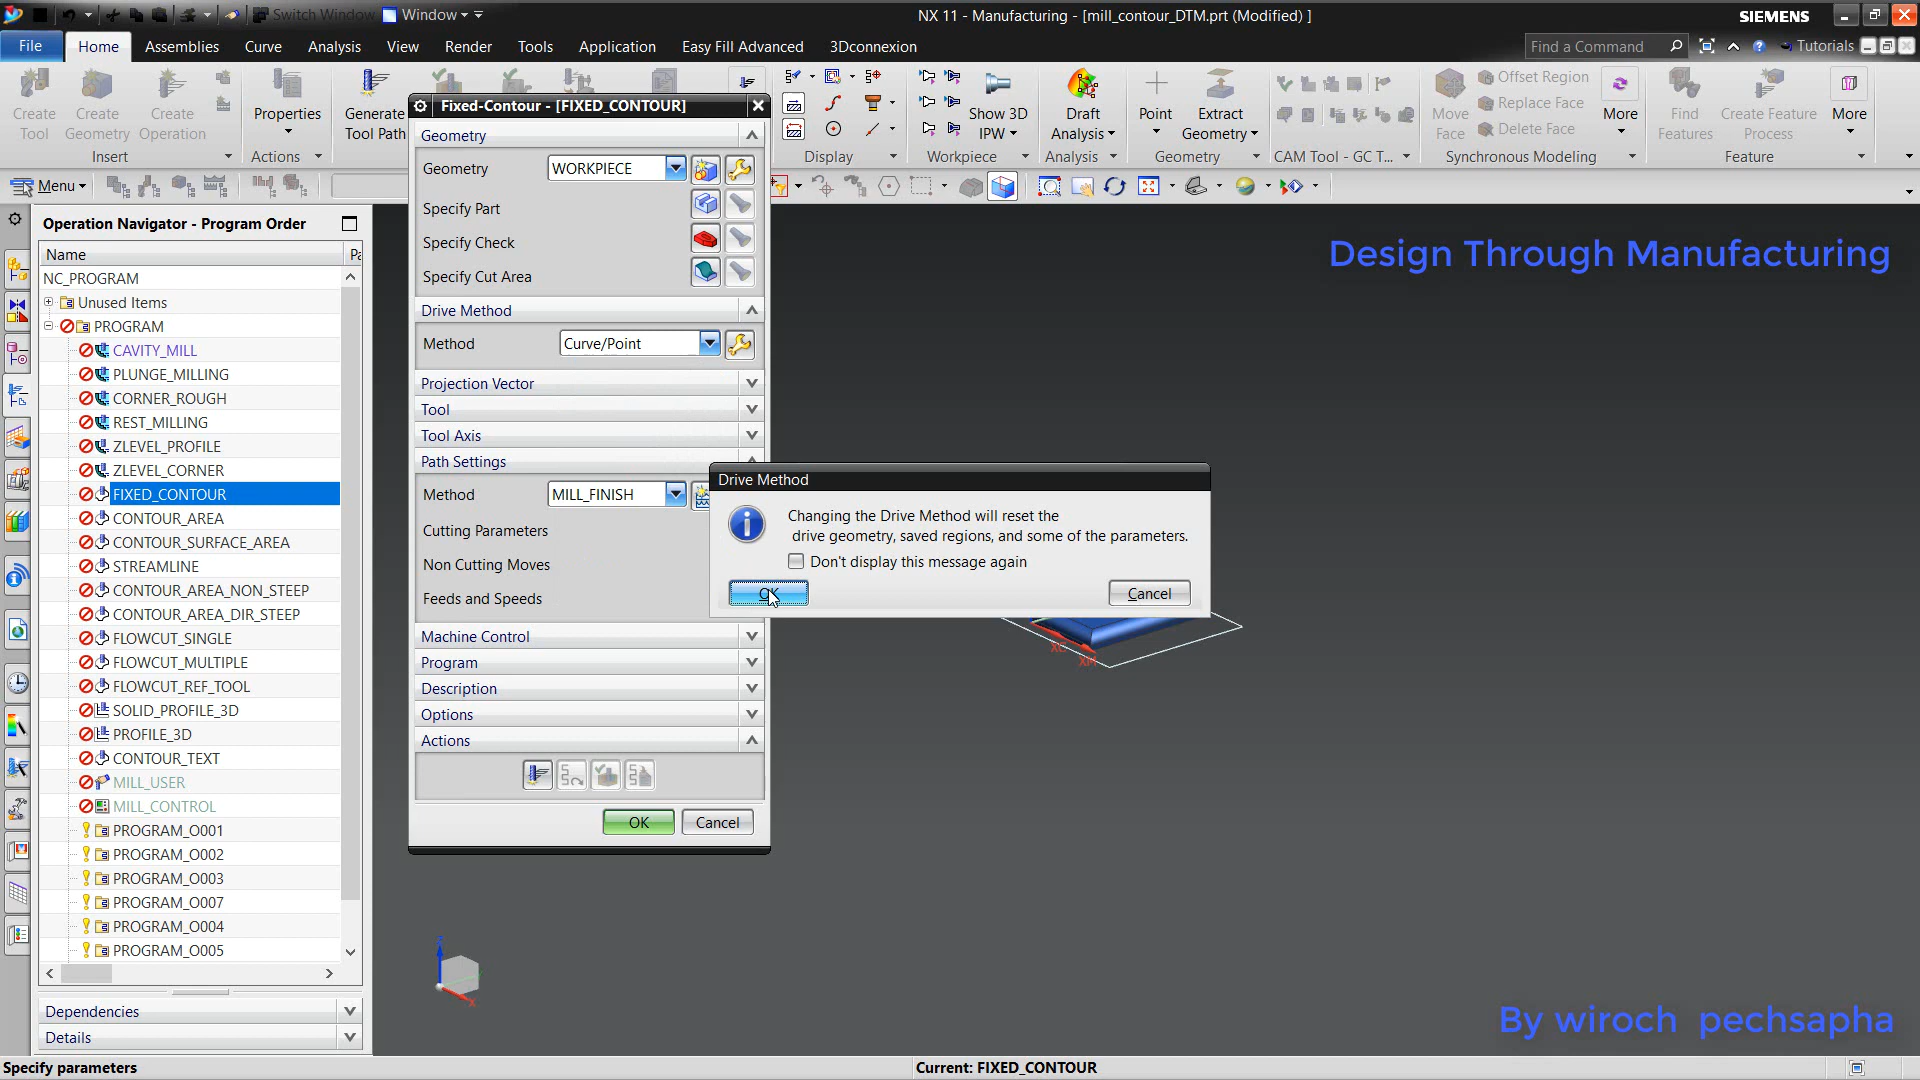 Switch Window
Window
NX 11 - Manufacturing - [mill_contour_DTM.prt (Modified) ]
SIEMENS
File
Home
Assemblies
Curve
Analysis
View
Render
Tools
Application
Easy Fill Advanced
3Dconnexion
Find a Command
Tutorials
Create Tool
Create Geometry
Create Operation
Properties
Generate Tool Path
Show 3D IPW
Draft Analysis
Point
Extract Geometry
Move Face
Offset Region
Replace Face
Delete Face
More
Find Features
Create Feature Process
More
Insert
Actions
Display
Workpiece
Analysis
Geometry
CAM Tool - GC T...
Synchronous Modeling
Feature
Menu
Operation Navigator - Program Order
Name
Pa
NC_PROGRAM
Unused Items
PROGRAM
CAVITY_MILL
PLUNGE_MILLING
CORNER_ROUGH
REST_MILLING
ZLEVEL_PROFILE
ZLEVEL_CORNER
FIXED_CONTOUR
CONTOUR_AREA
CONTOUR_SURFACE_AREA
STREAMLINE
CONTOUR_AREA_NON_STEEP
CONTOUR_AREA_DIR_STEEP
FLOWCUT_SINGLE
FLOWCUT_MULTIPLE
FLOWCUT_REF_TOOL
SOLID_PROFILE_3D
PROFILE_3D
CONTOUR_TEXT
MILL_USER
MILL_CONTROL
PROGRAM_O001
PROGRAM_O002
PROGRAM_O003
PROGRAM_O007
PROGRAM_O004
PROGRAM_O005
Dependencies
Details
Fixed-Contour - [FIXED_CONTOUR]
Geometry
Geometry WORKPIECE
Specify Part
Specify Check
Specify Cut Area
Drive Method
Method Curve/Point
Projection Vector
Tool
Tool Axis
Path Settings
Method MILL_FINISH
Cutting Parameters
Non Cutting Moves
Feeds and Speeds
Machine Control
Program
Description
Options
Actions
OK Cancel
Drive Method
Changing the Drive Method will reset the
drive geometry, saved regions, and some of the parameters.
Don't display this message again
OK Cancel
XC
XM
Z
X
Design Through Manufacturing
By wiroch pechsapha
Specify parameters
Current: FIXED_CONTOUR